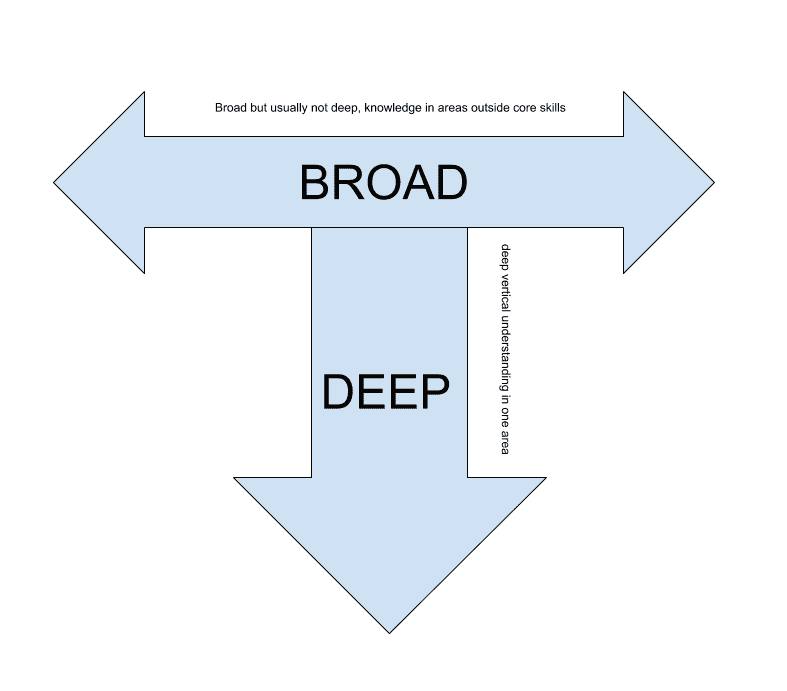 Broad but usually not deep, knowledge in areas outside core skills
BROAD
deep vertical understanding in one area
DEEP